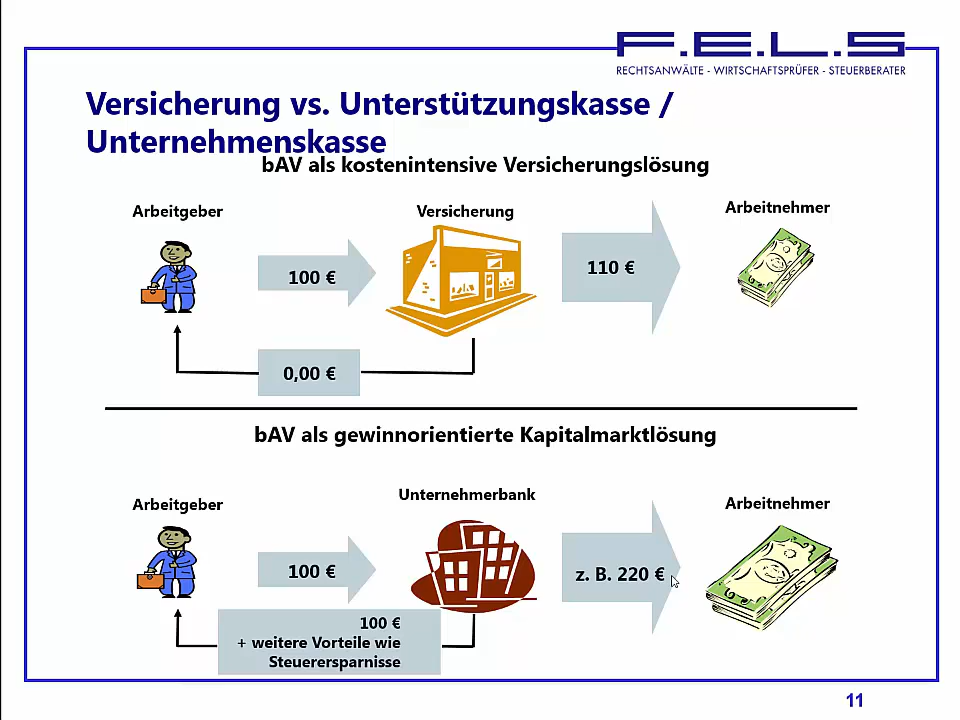 F.E.L.S
RECHTSANWÄLTE - WIRTSCHAFTSPRÜFER - STEUERBERATER
Versicherung vs. Unterstützungskasse /
Unternehmenskasse
bAV als kostenintensive Versicherungslösung
Arbeitgeber
Versicherung
Arbeitnehmer
100 €
110 €
0,00 €
bAV als gewinnorientierte Kapitalmarktlösung
Arbeitgeber
Unternehmerbank
Arbeitnehmer
100 €
z. B. 220 €
100 €
+ weitere Vorteile wie
Steuerersparnisse
11